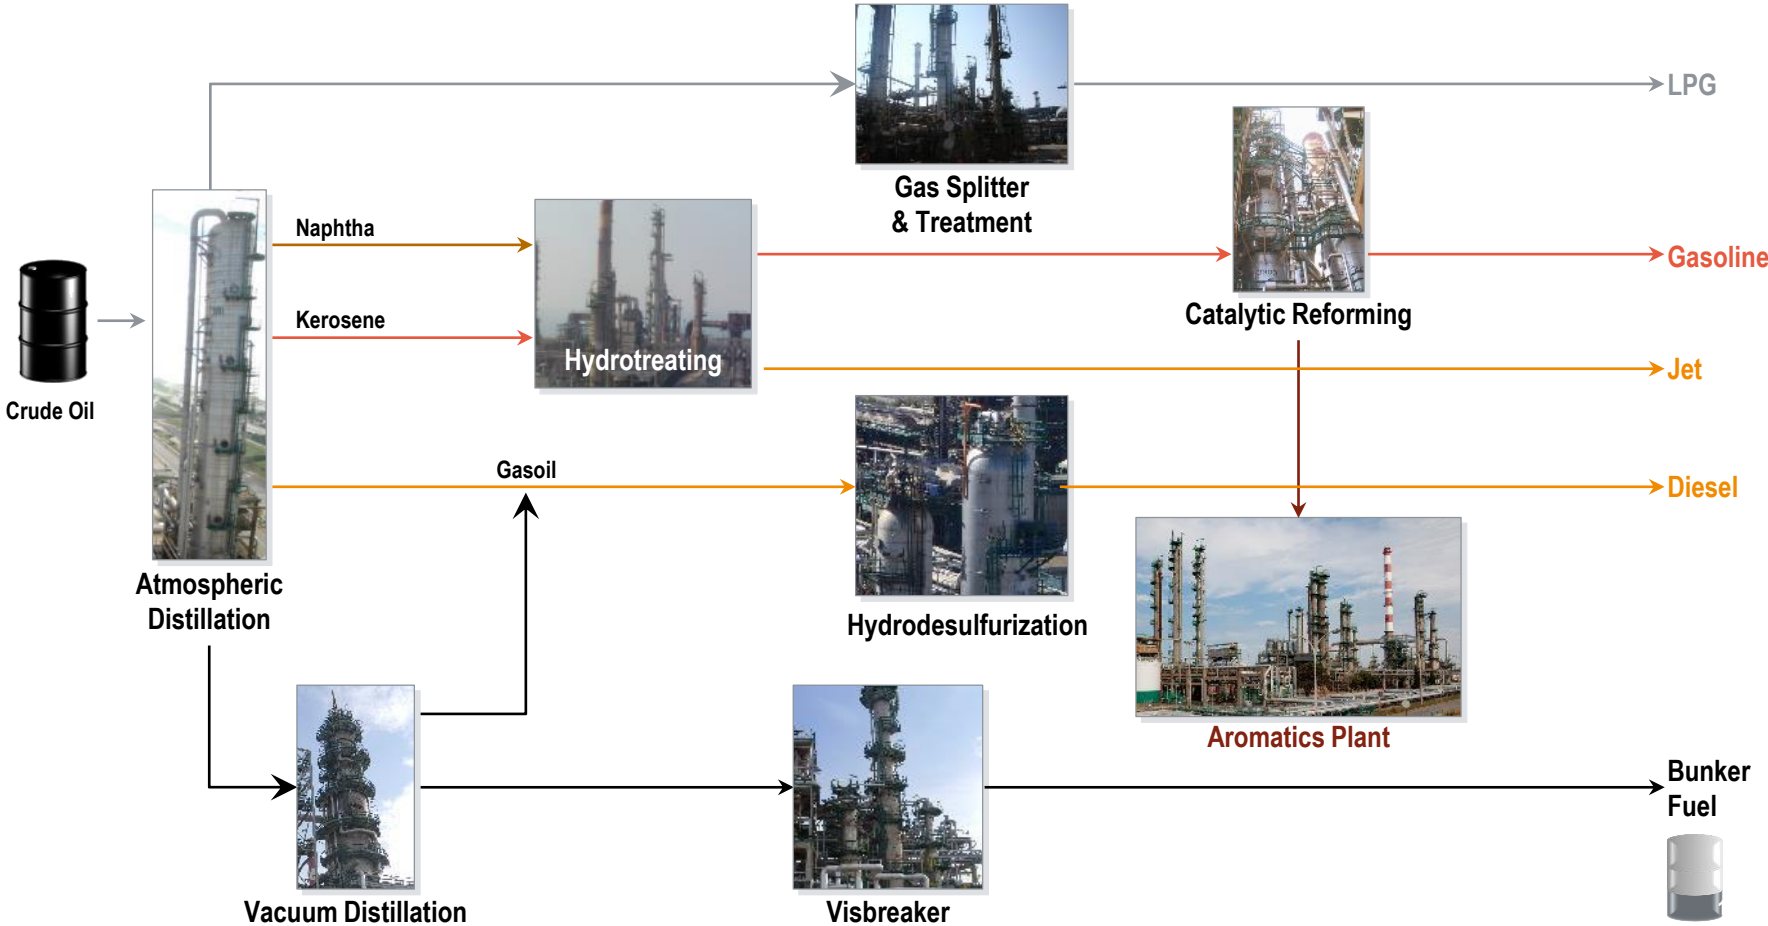 LPG
Gas Splitter
& Treatment
Naphtha
Gasoline
Kerosene
Catalytic Reforming
Hydrotreating
Jet
Crude Oil
Gasoil
Diesel
Atmospheric
Distillation
Hydrodesulfurization
Aromatics Plant
Bunker
Fuel
Vacuum Distillation
Visbreaker